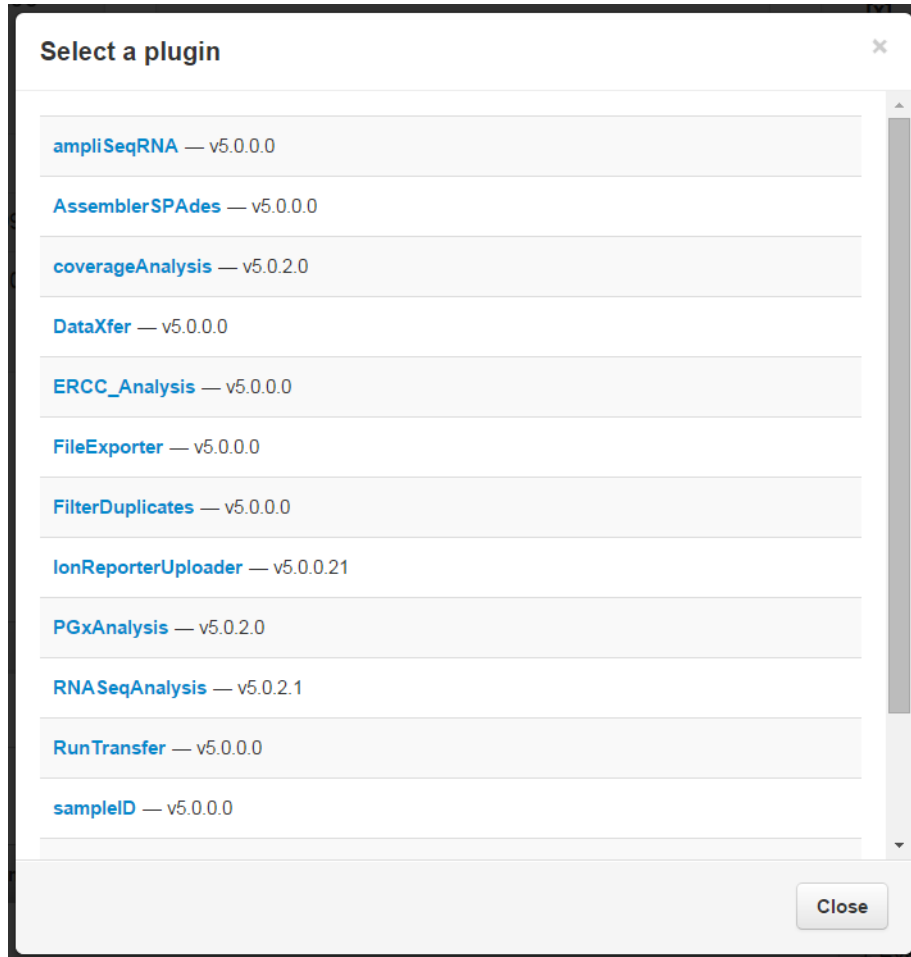 Select a plugin
×
ampliSeqRNA — v5.0.0.0
AssemblerSPAdes — v5.0.0.0
coverageAnalysis — v5.0.2.0
DataXfer — v5.0.0.0
ERCC_Analysis — v5.0.0.0
FileExporter — v5.0.0.0
FilterDuplicates — v5.0.0.0
IonReporterUploader — v5.0.0.21
PGxAnalysis — v5.0.2.0
RNASeqAnalysis — v5.0.2.1
RunTransfer — v5.0.0.0
sampleID — v5.0.0.0
Close